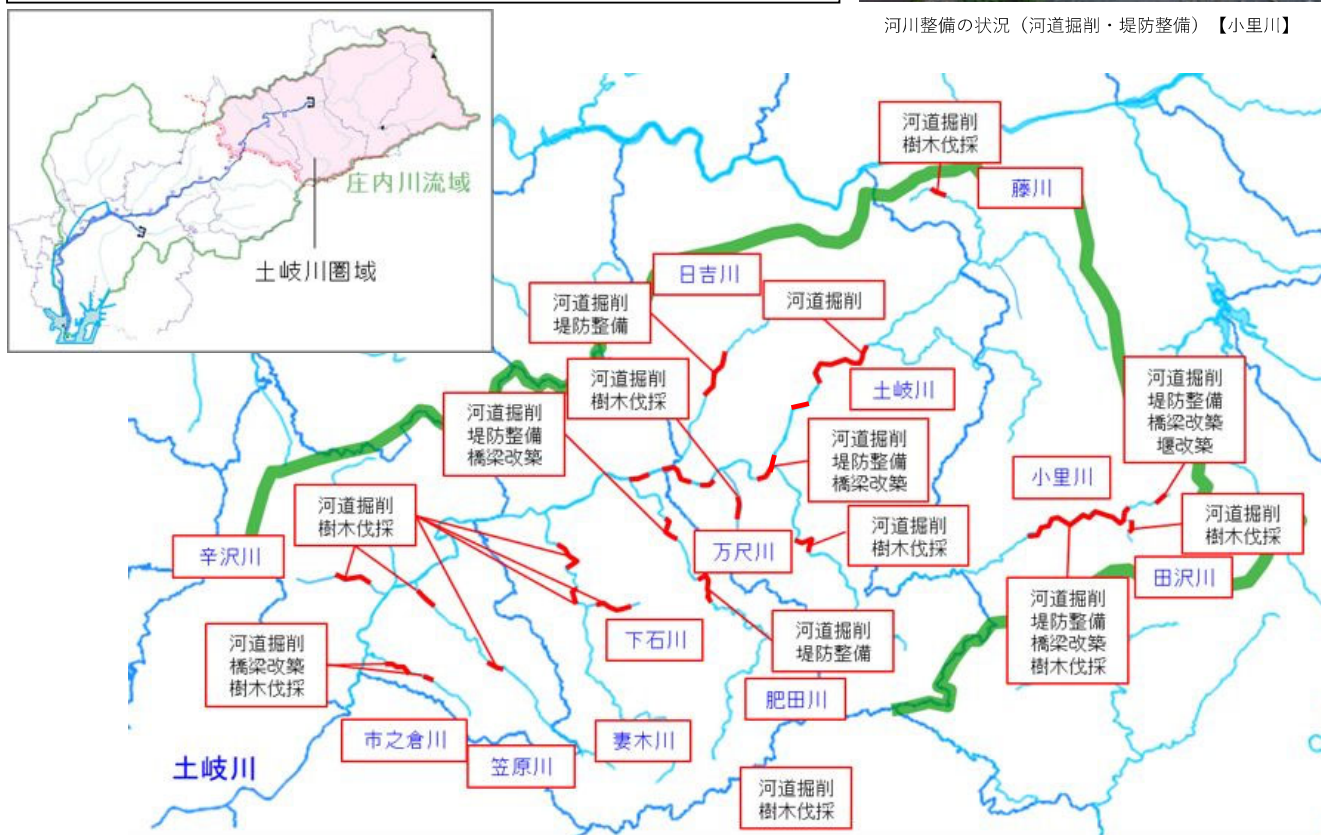 河川整備の状況（河道掘削・堤防整備）【小里川】
庄内川流域
土岐川圏域
河道掘削
樹木伐採
藤川
日吉川
河道掘削
河道掘削
堤防整備
河道掘削
樹木伐採
土岐川
河道掘削
堤防整備
橋梁改築
堰改築
河道掘削
堤防整備
橋梁改築
河道掘削
堤防整備
橋梁改築
小里川
河道掘削
樹木伐採
河道掘削
樹木伐採
河道掘削
樹木伐採
辛沢川
万尺川
田沢川
河道掘削
堤防整備
橋梁改築
樹木伐採
河道掘削
橋梁改築
樹木伐採
下石川
河道掘削
堤防整備
肥田川
市之倉川
笠原川
妻木川
土岐川
河道掘削
樹木伐採